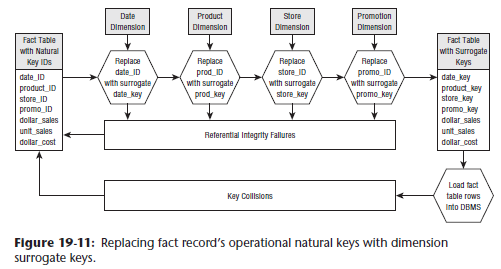 Date
Dimension
Product
Dimension
Store
Dimension
Promotion
Dimension
Fact Table
with Natural
Key IDs
date_ID
product_ID
store_ID
promo_ID
dollar_sales
unit_sales
dollar_cost
Replace
date_ID
with surrogate
date_key
Replace
prod_ID
with surrogate
prod_key
Replace
store_ID
with surrogate
store_key
Replace
promo_ID
with surrogate
promo_key
Fact Table
with Surrogate
Keys
date_key
product_key
store_key
promo_key
dollar_sales
unit_sales
dollar_cost
Referential Integrity Failures
Key Collisions
Load fact
table rows
into DBMS
Figure 19-11: Replacing fact record's operational natural keys with dimension
surrogate keys.